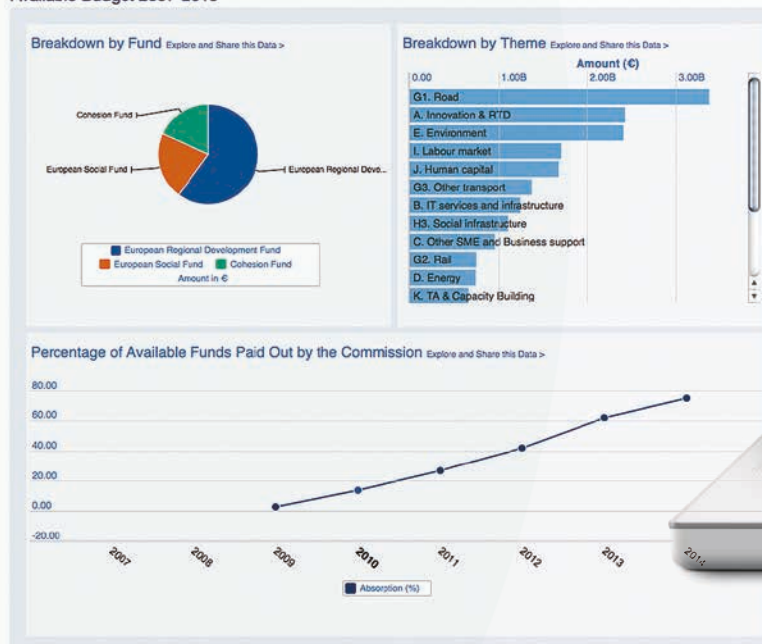 Breakdown by Fund Explore and Share this Data >
Cohesion Fund
European Social Fund
European Regional Deve...
European Regional Development Fund
European Social Fund
Cohesion Fund
Amount in €
Breakdown by Theme Explore and Share this Data >
Amount (€)
0.00 1.00B 2.00B 3.00B
G1. Road
A. Innovation & RTD
E. Environment
I. Labour market
J. Human capital
G3. Other transport
B. IT services and infrastructure
H3. Social infrastructure
C. Other SME and Business support
G2. Rail
D. Energy
K. TA & Capacity Building
Percentage of Available Funds Paid Out by the Commission Explore and Share this Data >
80.00
60.00
40.00
20.00
0.00
-20.00
2007 2008 2009 2010 2011 2012 2013 2014
Absorption (%)